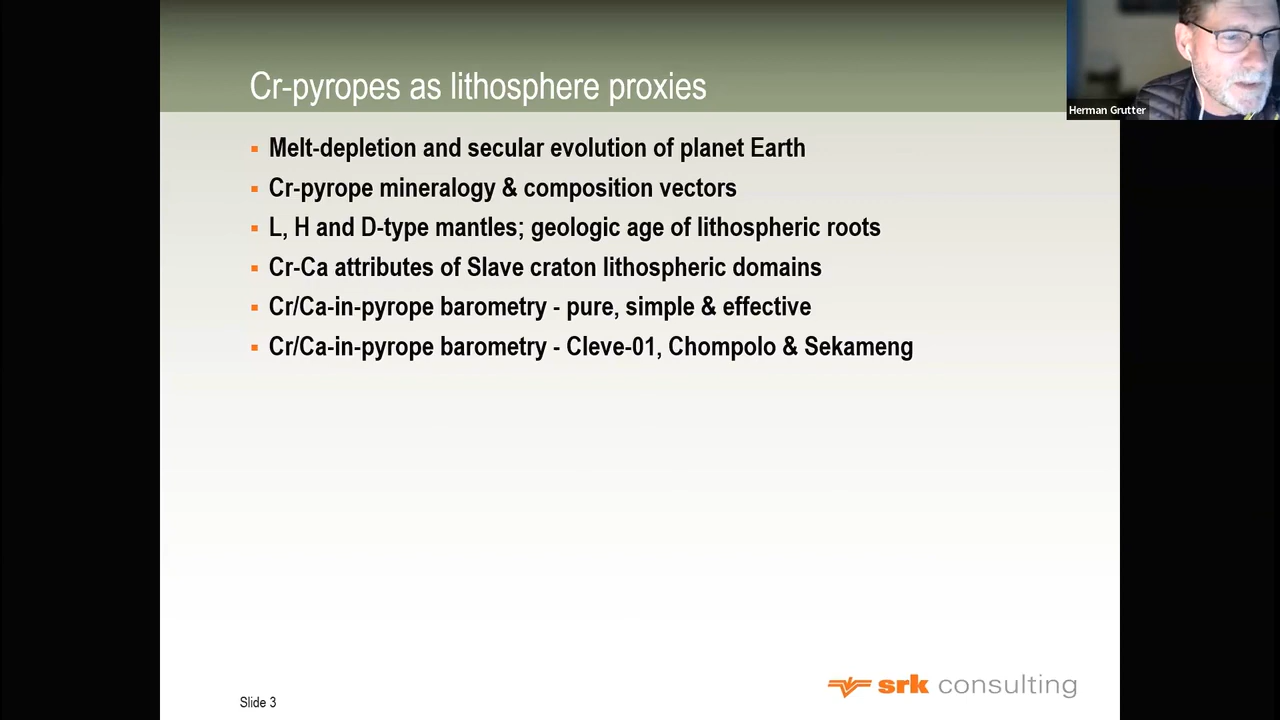 Cr-pyropes as lithosphere proxies
Herman Grutter
Melt-depletion and secular evolution of planet Earth
Cr-pyrope mineralogy & composition vectors
L, H and D-type mantles; geologic age of lithospheric roots
Cr-Ca attributes of Slave craton lithospheric domains
Cr/Ca-in-pyrope barometry - pure, simple & effective
Cr/Ca-in-pyrope barometry - Cleve-01, Chompolo & Sekameng
Slide 3
srk consulting